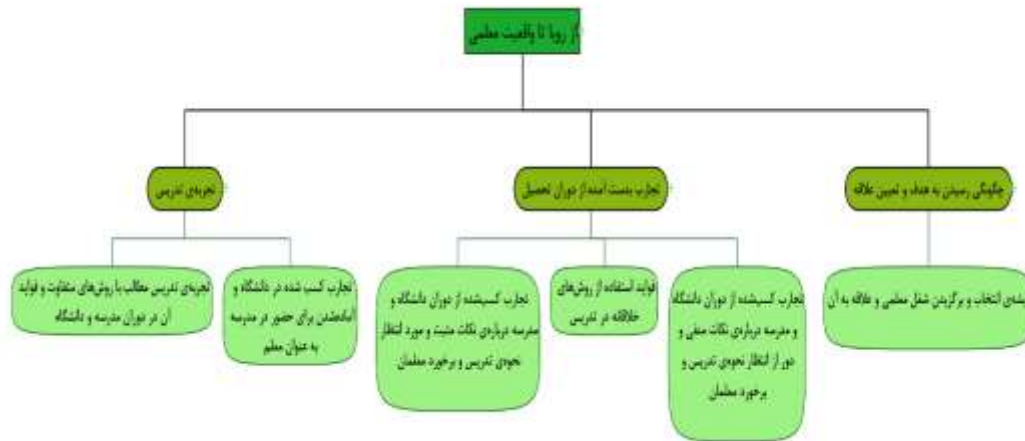 از رویا تا واقعیت معلمی
چگونگی رسیدن به هدف و تعیین علاقه
تجارب بدست آمده از دوران تحصیل
تجربه‌ی تدریس
انتخاب و برگزیدن شغل معلمی و علاقه به آن
تجارب کسب‌شده از دوران دانشگاه
و مدرسه درباره‌ی نکات منفی و
دور از انتظار نحوه‌ی تدریس و
برخورد معلمان
فواید استفاده از روش‌های
خلاقانه در تدریس
تجارب کسب‌شده از دوران دانشگاه و
مدرسه درباره‌ی نکات مثبت و مورد انتظار
نحوه‌ی تدریس و برخورد معلمان
تجارب کسب شده در دانشگاه و
آماده‌شدن برای حضور در مدرسه
به عنوان معلم
تجربه‌ی تدریس مطالب با روش‌های متفاوت و فواید
آن در دوران مدرسه و دانشگاه